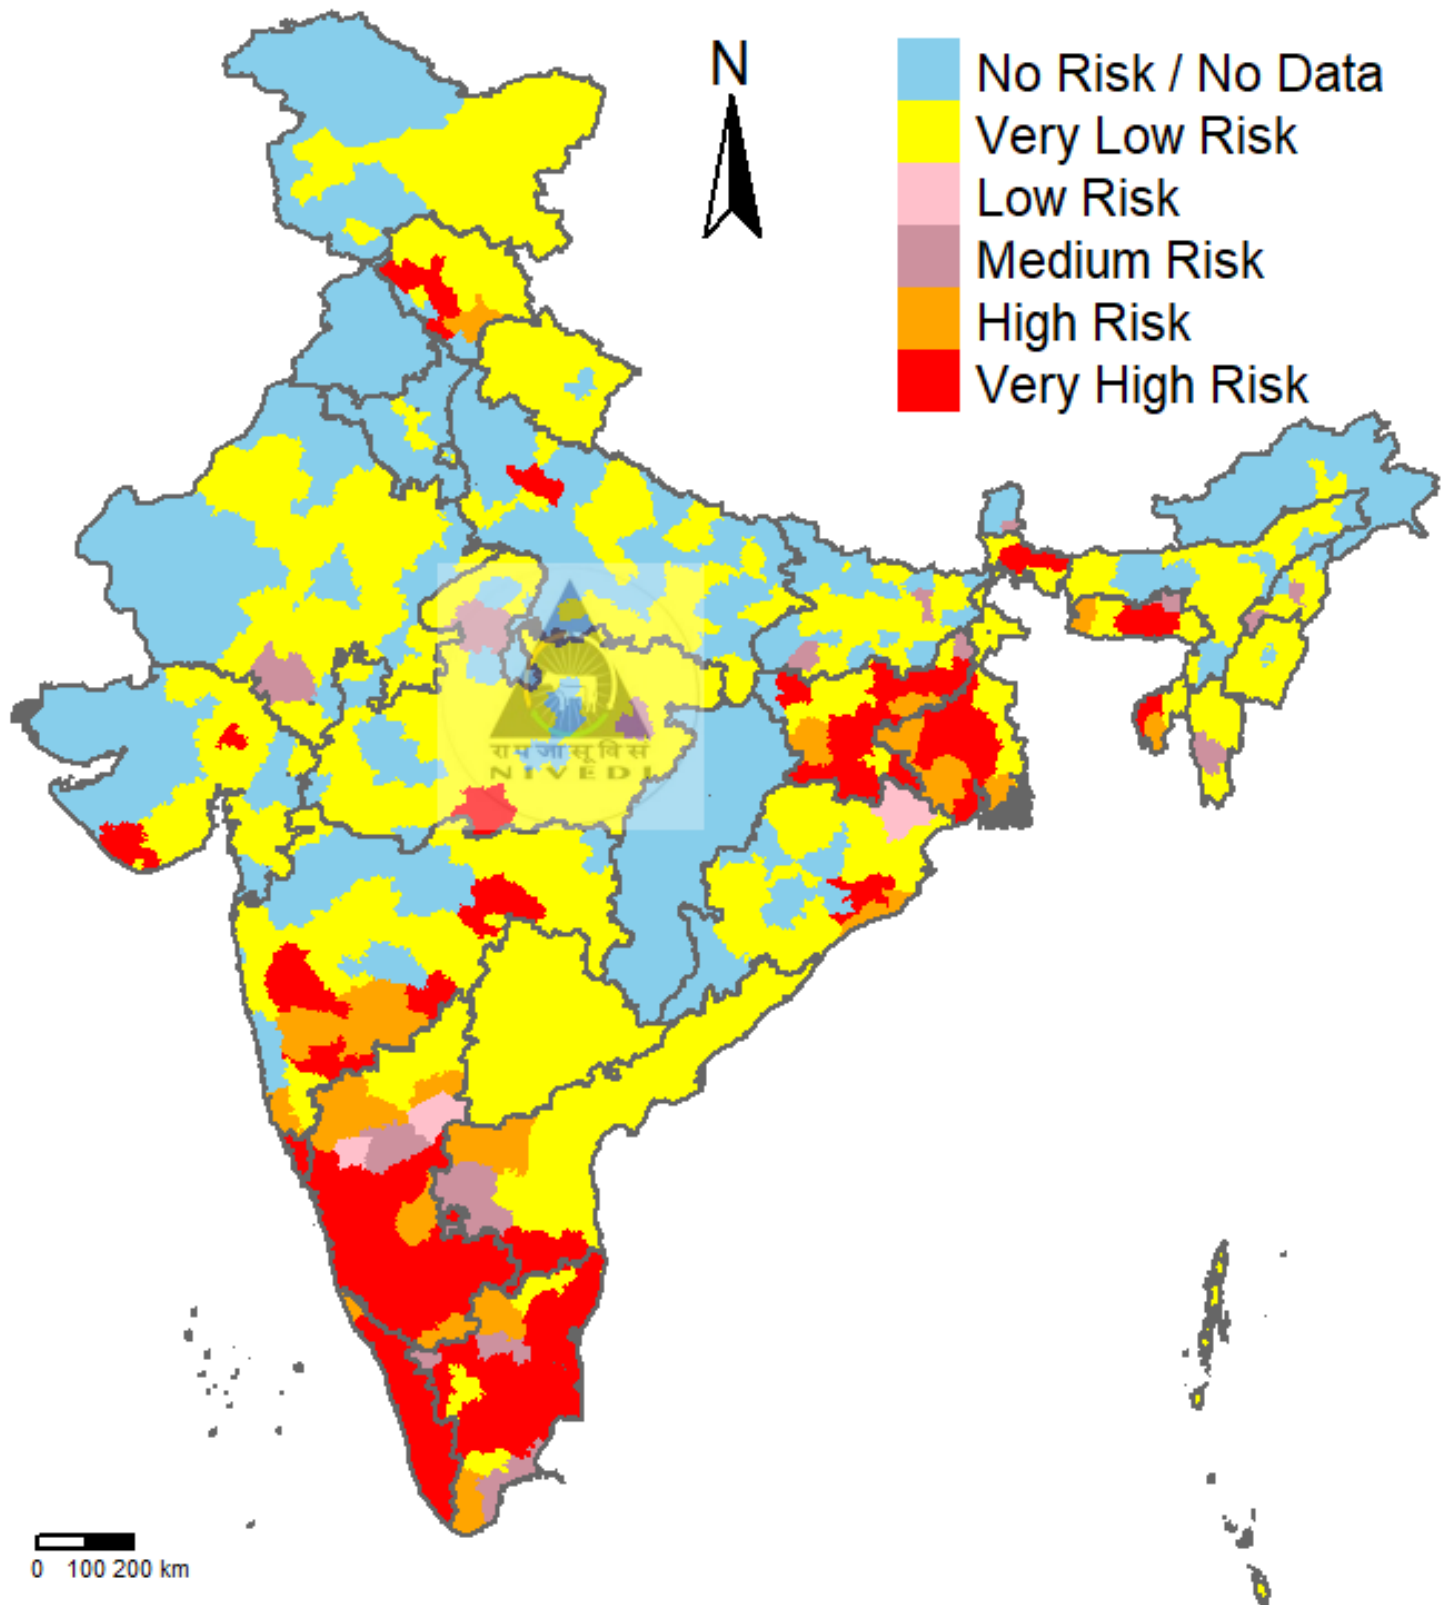 N
No Risk / No Data
Very Low Risk
Low Risk
Medium Risk
High Risk
Very High Risk
रा प जा सू वि सं
NIVEDI
0 100 200 km